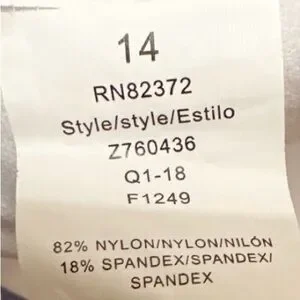 14
RN82372
Style/style/Estilo
Z760436
Q1-18
F1249
82% NYLON/NYLON/NILÓN
18% SPANDEX/SPANDEX/
SPANDEX